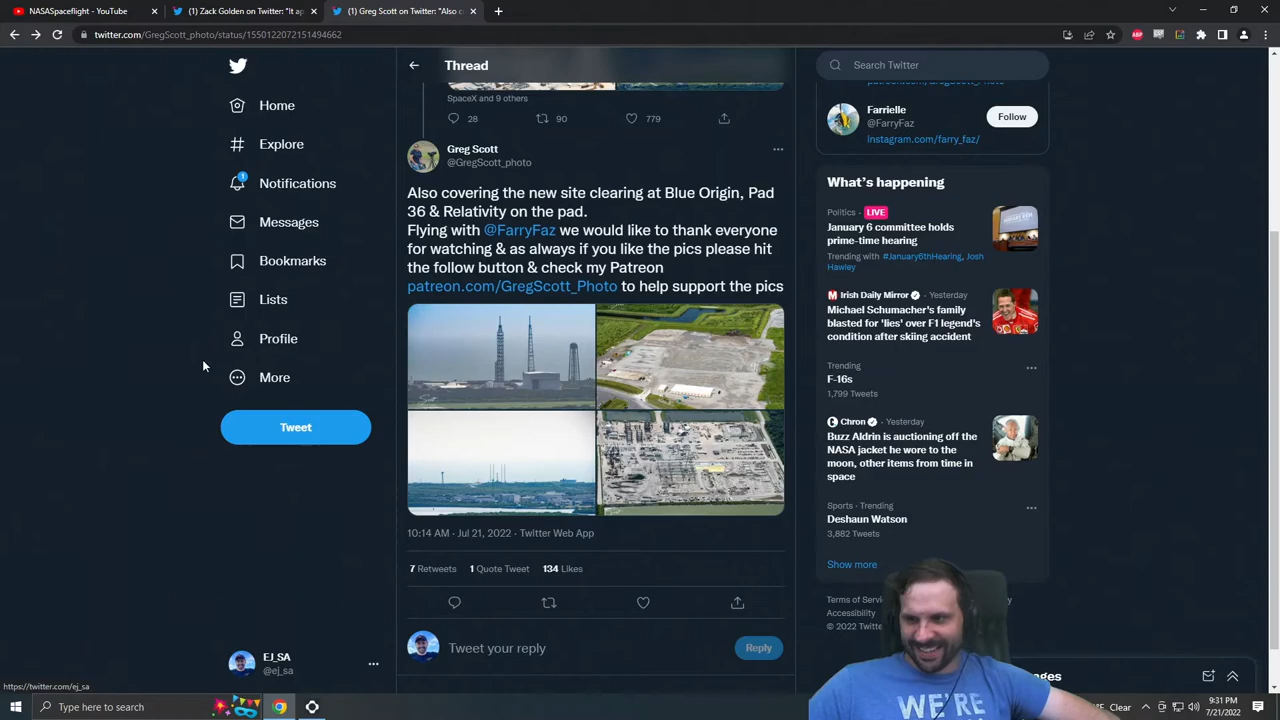 NASASpaceflight - YouTube
(1) Zack Golden on Twitter: "It ap
(1) Greg Scott on Twitter: "Also c
twitter.com/GregScott_photo/status/1550122072151494662
Home
Explore
1
Notifications
Messages
Bookmarks
Lists
Profile
More
Tweet
EJ_SA
@ej_sa
https://twitter.com/ej_sa
Thread
SpaceX and 9 others
28
90
779
Greg Scott
@GregScott_photo
Also covering the new site clearing at Blue Origin, Pad
36 & Relativity on the pad.
Flying with @FarryFaz we would like to thank everyone
for watching & as always if you like the pics please hit
the follow button & check my Patreon
patreon.com/GregScott_Photo to help support the pics
10:14 AM · Jul 21, 2022 · Twitter Web App
7 Retweets 1 Quote Tweet 134 Likes
Tweet your reply
Reply
Search Twitter
Farrielle
@FarryFaz
instagram.com/farry_faz/
Follow
What's happening
Politics · LIVE
January 6 committee holds
prime-time hearing
Trending with #January6thHearing, Josh
Hawley
Irish Daily Mirror · Yesterday
Michael Schumacher's family
blasted for 'lies' over F1 legend's
condition after skiing accident
Trending
F-16s
1,799 Tweets
Chron · Yesterday
Buzz Aldrin is auctioning off the
NASA jacket he wore to the
moon, other items from time in
space
Sports · Trending
Deshaun Watson
3,882 Tweets
Show more
Terms of Servi
Accessibility
© 2022 Twitte
WE'RE
Type here to search
Clear
9:31 PM
7/21/2022